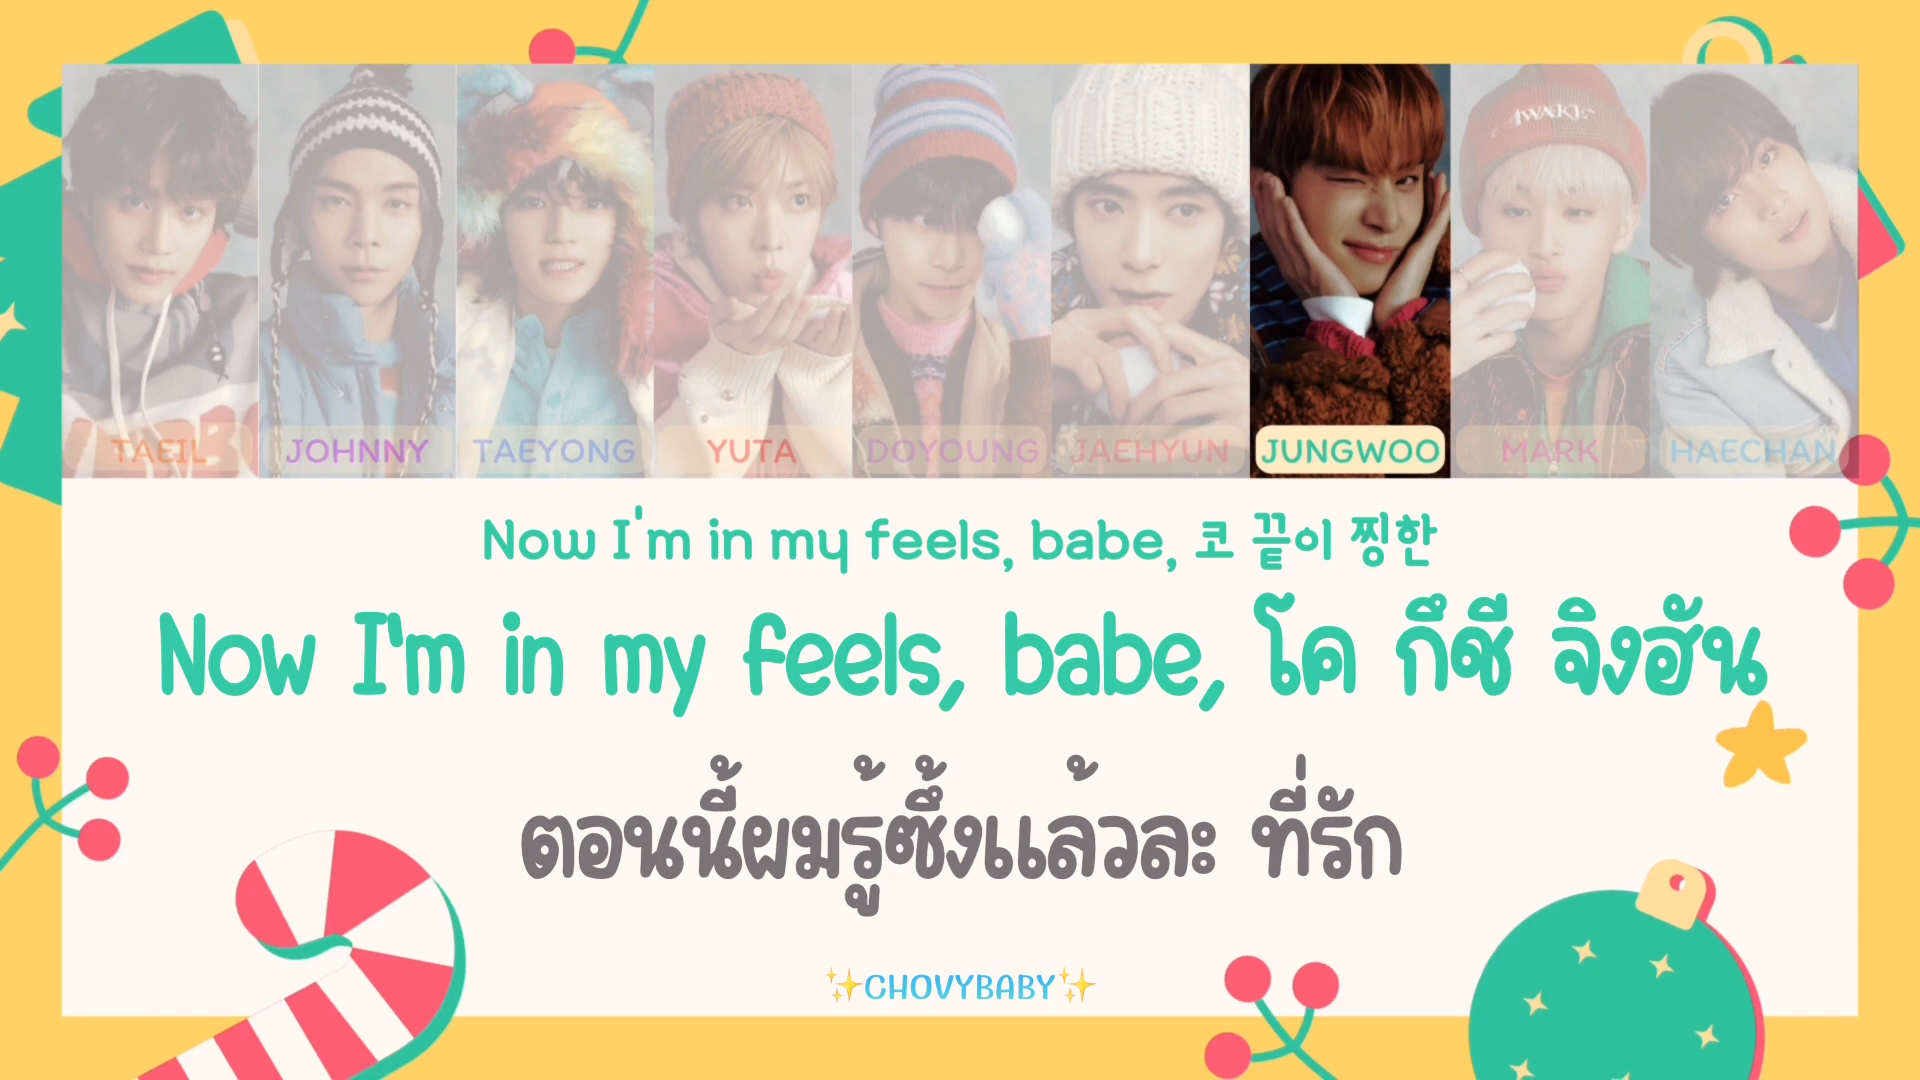 AWAKE
TAEIL JOHNNY TAEYONG YUTA DOYOUNG JAEHYUN JUNGWOO MARK HAECHAN
Now I'm in my feels, babe, 코 끝이 찡한
Now I'm in my feels, babe, โค กึชี จิงฮัน
ตอนนี้ผมรู้ซึ้งแล้วละ ที่รัก
✨CHOVYBABY✨